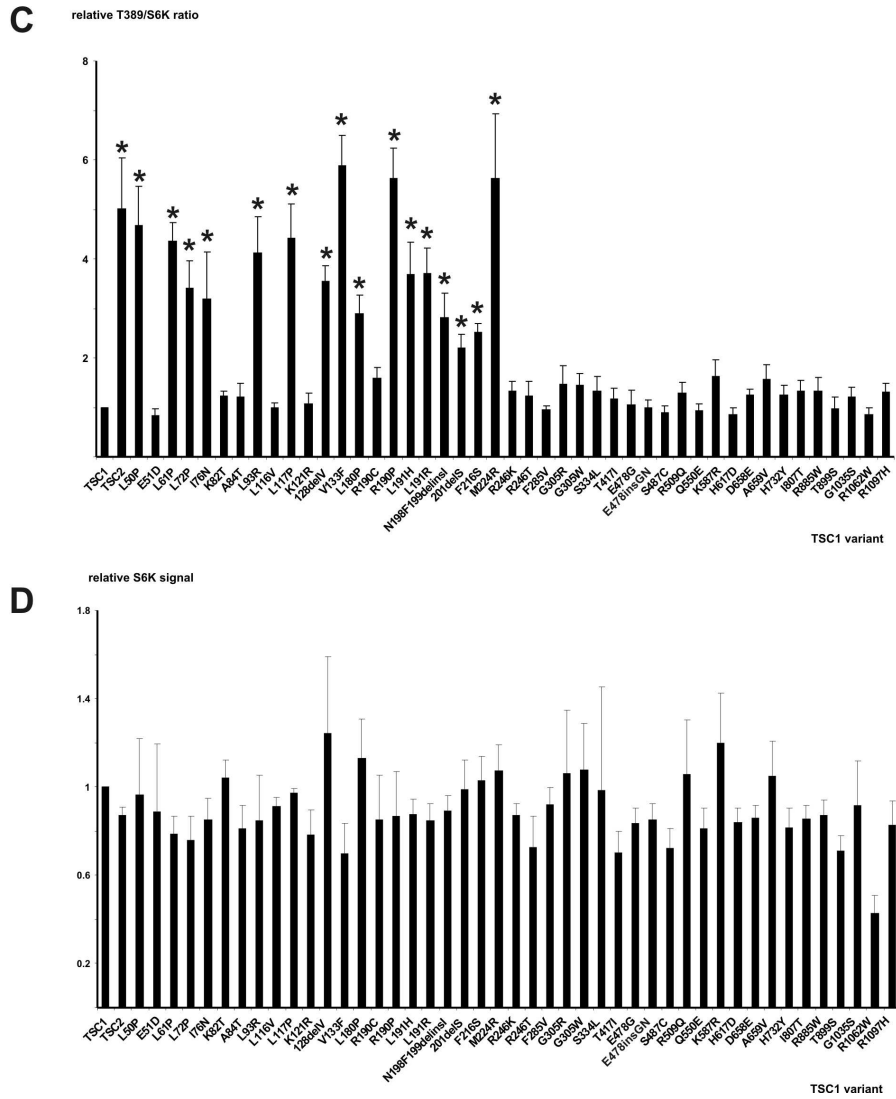 C
relative T389/S6K ratio
8
6
4
2
* * * * * * * * * * * * * * * * *
TSC1 TSC2 L50P E51D L61P L72P I76N K82T A84T L93R L116V L117P K121R 128delV V133F L180P R190C R190P L191H L191R N198F199delinsI 201delS F216S M224R R246K R246T F285V G305R G305W S334L T417I E478G E478insGN S487C R509Q Q550E K587R H617D D658E A659V H732Y I807T R885W T899S G1035S R1062W R1097H
TSC1 variant
D
relative S6K signal
1.8
1.4
1
0.6
0.2
TSC1 TSC2 L50P E51D L61P L72P I76N K82T A84T L93R L116V L117P K121R 128delV V133F L180P R190C R190P L191H L191R N198F199delinsI 201delS F216S M224R R246K R246T F285V G305R G305W S334L T417I E478G E478insGN S487C R509Q Q550E K587R H617D D658E A659V H732Y I807T R885W T899S G1035S R1062W R1097H
TSC1 variant